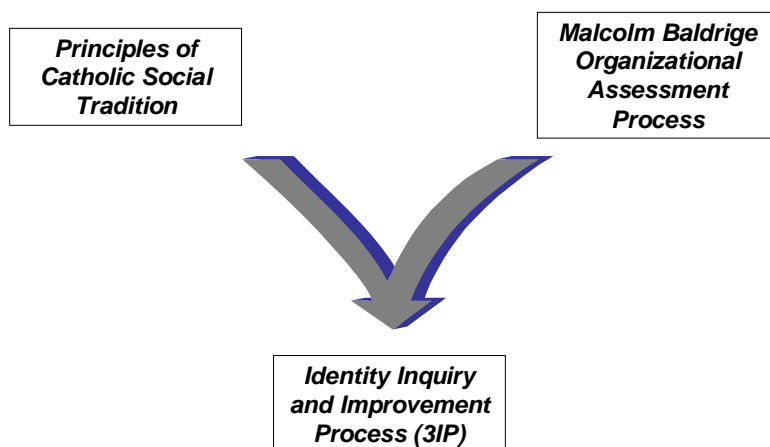 Principles of
Catholic Social
Tradition
Malcolm Baldrige
Organizational
Assessment
Process
Identity Inquiry
and Improvement
Process (3IP)